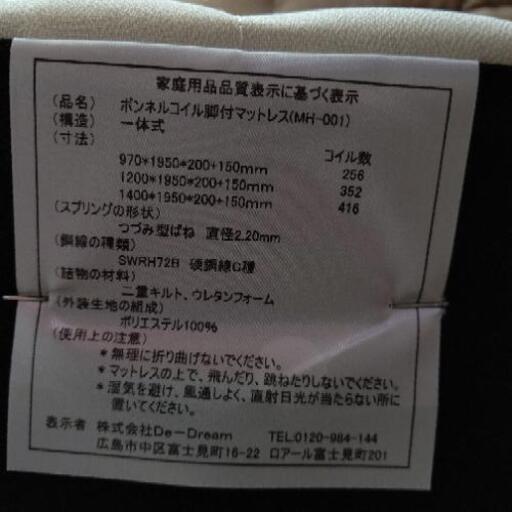 家庭用品品質表示に基づく表示
(品名) ボンネルコイル脚付マットレス(MH-001)
(構造) 一体式
(寸法) コイル数
970*1950*200+150mm 256
1200*1950*200+150mm 352
1400*1950*200+150mm 416
(スプリングの形状)
つづみ型ばね 直径2.20mm
(鋼線の種類)
SWRH72B 硬鋼線C種
(詰物の材料)
二重キルト、ウレタンフォーム
(外装生地の組成)
ポリエステル100%
(使用上の注意)
*無理に折り曲げないでください。
*マットレスの上で、飛んだり、跳ねたりしないでください。
*湿気を避け、風通しよく、直射日光が当たらない所に
置いてください。
表示者 株式会社De-Dream TEL.0120-984-144
広島市中区富士見町16-22 ロアール富士見町201